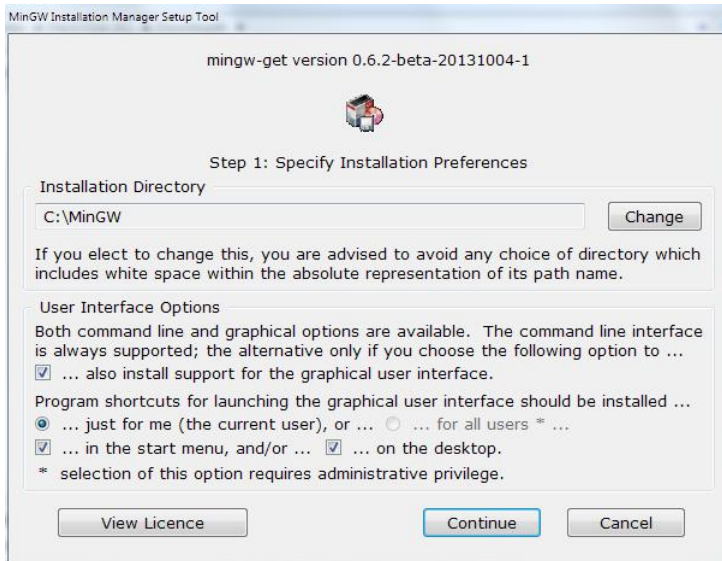 MinGW Installation Manager Setup Tool
mingw-get version 0.6.2-beta-20131004-1
Step 1: Specify Installation Preferences
Installation Directory
C:\MinGW
Change
If you elect to change this, you are advised to avoid any choice of directory which
includes white space within the absolute representation of its path name.
User Interface Options
Both command line and graphical options are available.  The command line interface
is always supported; the alternative only if you choose the following option to ...
... also install support for the graphical user interface.
Program shortcuts for launching the graphical user interface should be installed ...
... just for me (the current user), or ... ... for all users * ...
... in the start menu, and/or ... ... on the desktop.
* selection of this option requires administrative privilege.
View Licence Continue Cancel